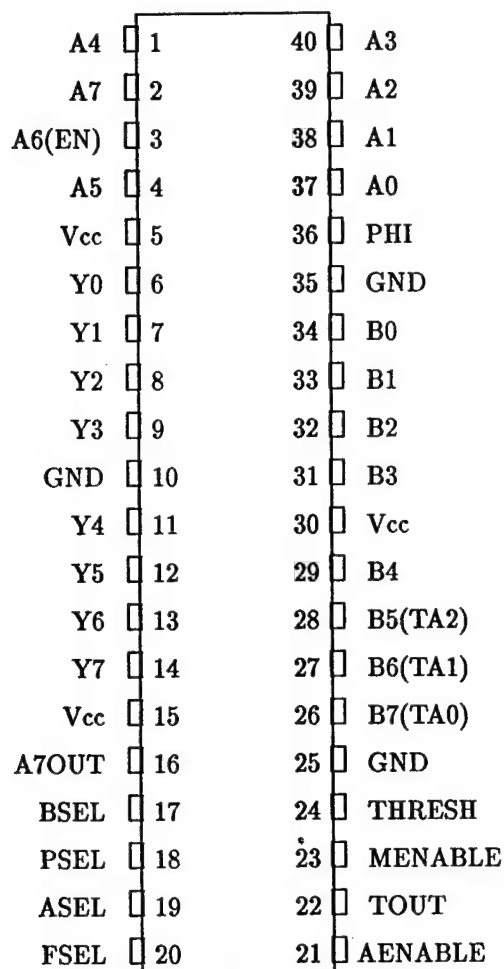 A4 1 40 A3
A7 2 39 A2
A6(EN) 3 38 A1
A5 4 37 A0
Vcc 5 36 PHI
Y0 6 35 GND
Y1 7 34 B0
Y2 8 33 B1
Y3 9 32 B2
GND 10 31 B3
Y4 11 30 Vcc
Y5 12 29 B4
Y6 13 28 B5(TA2)
Y7 14 27 B6(TA1)
Vcc 15 26 B7(TA0)
A7OUT 16 25 GND
BSEL 17 24 THRESH
PSEL 18 23 MENABLE
ASEL 19 22 TOUT
FSEL 20 21 AENABLE